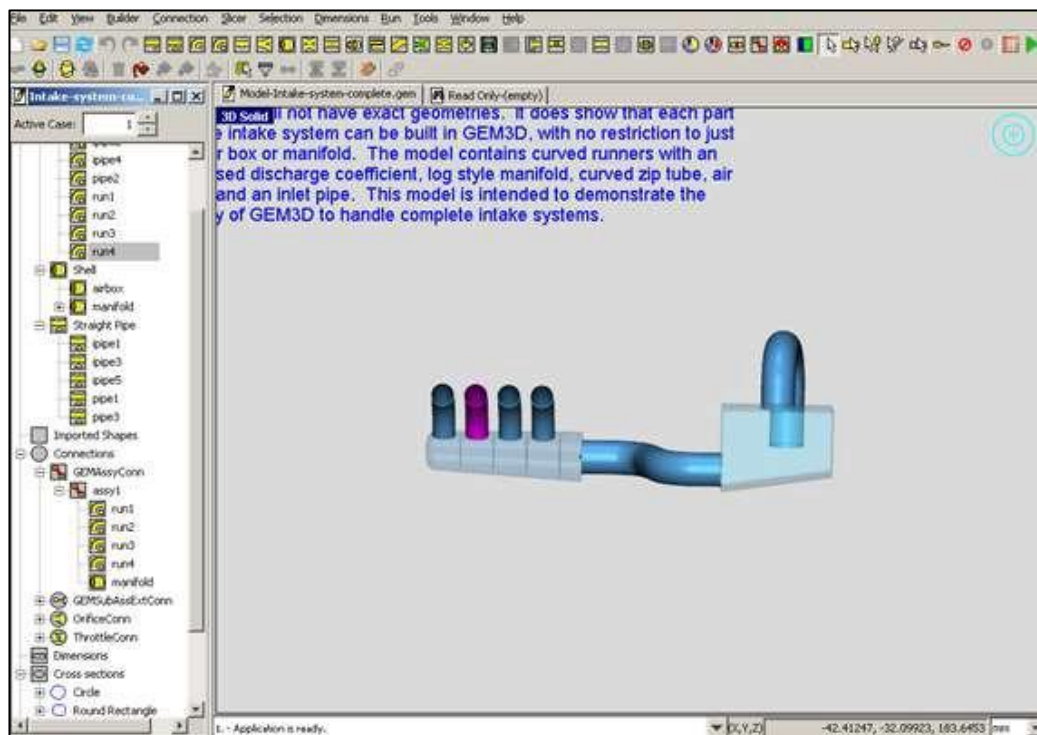 File Edit View Builder Connection Slicer Selection Dimensions Run Tools Window Help
Intake-system-co...
Model-Intake-system-complete.gem
Read Only-(empty)
Active Case: 1
3D Solid
ll not have exact geometries. It does show that each part
e intake system can be built in GEM3D, with no restriction to just
r box or manifold. The model contains curved runners with an
sed discharge coefficient, log style manifold, curved zip tube, air
and an inlet pipe. This model is intended to demonstrate the
y of GEM3D to handle complete intake systems.
ipipe4
pipe2
run1
run2
run3
run4
Shell
airbox
manifold
Straight Pipe
ipipe1
ipipe3
ipipe5
pipe1
pipe3
Imported Shapes
Connections
GEMAssyConn
assy1
run1
run2
run3
run4
manifold
GEMSubAssExtConn
OrificeConn
ThrottleConn
Dimensions
Cross sections
Circle
Round Rectangle
1. - Application is ready.
(X,Y,Z)
-42.41247, -32.09923, 183.6453
mm